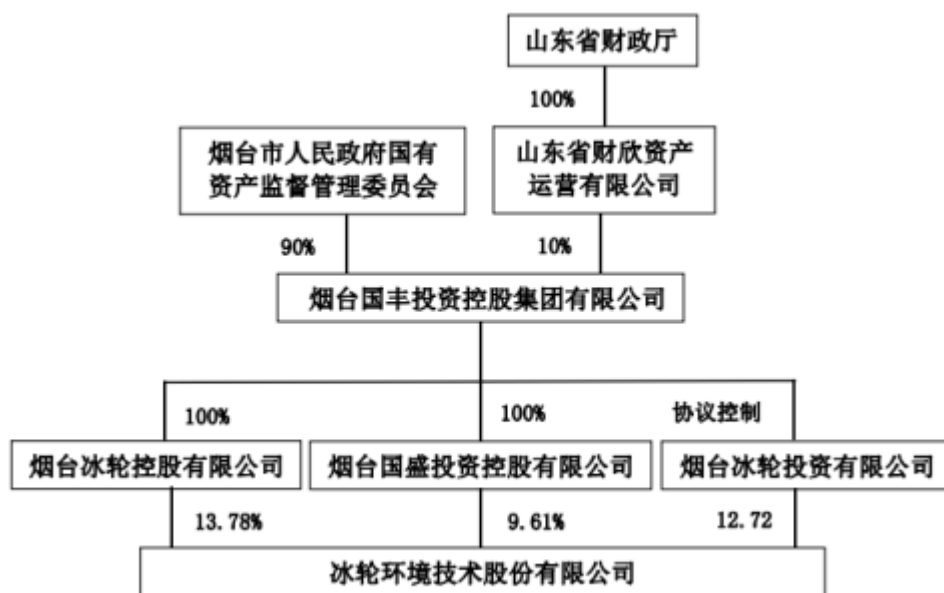 山东省财政厅
100%
烟台市人民政府国有
资产监督管理委员会
山东省财欣资产
运营有限公司
90%
10%
烟台国丰投资控股集团有限公司
100%
100%
协议控制
烟台冰轮控股有限公司
烟台国盛投资控股有限公司
烟台冰轮投资有限公司
13.78%
9.61%
12.72
冰轮环境技术股份有限公司